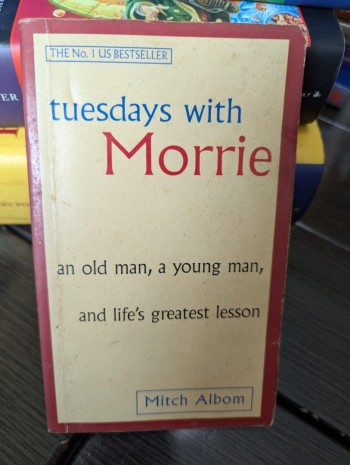 THE No. 1 US BESTSELLER
tuesdays with
Morrie
an old man, a young man,
and life's greatest lesson
Mitch Albom